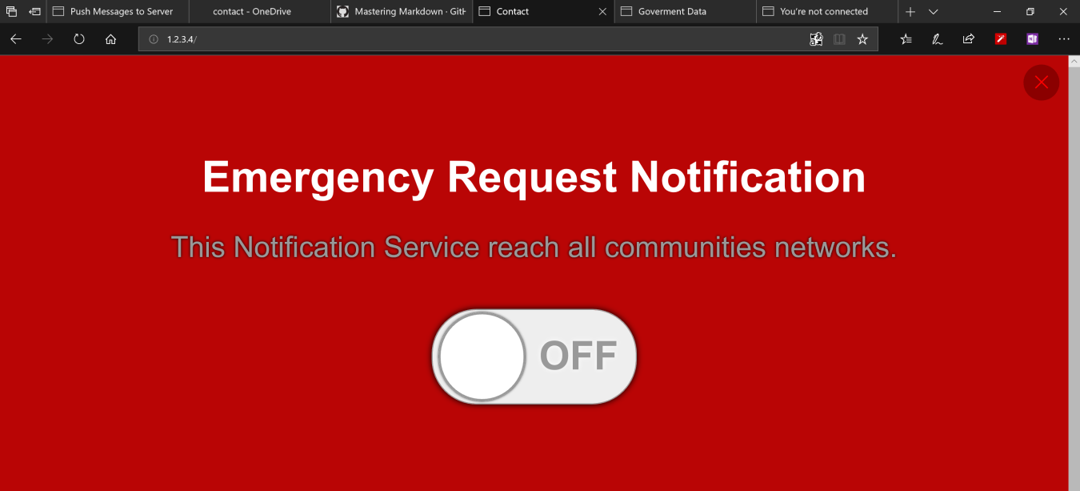 Push Messages to Server
contact - OneDrive
Mastering Markdown · GitH
Contact
Goverment Data
You're not connected
1.2.3.4/
Emergency Request Notification
This Notification Service reach all communities networks.
OFF